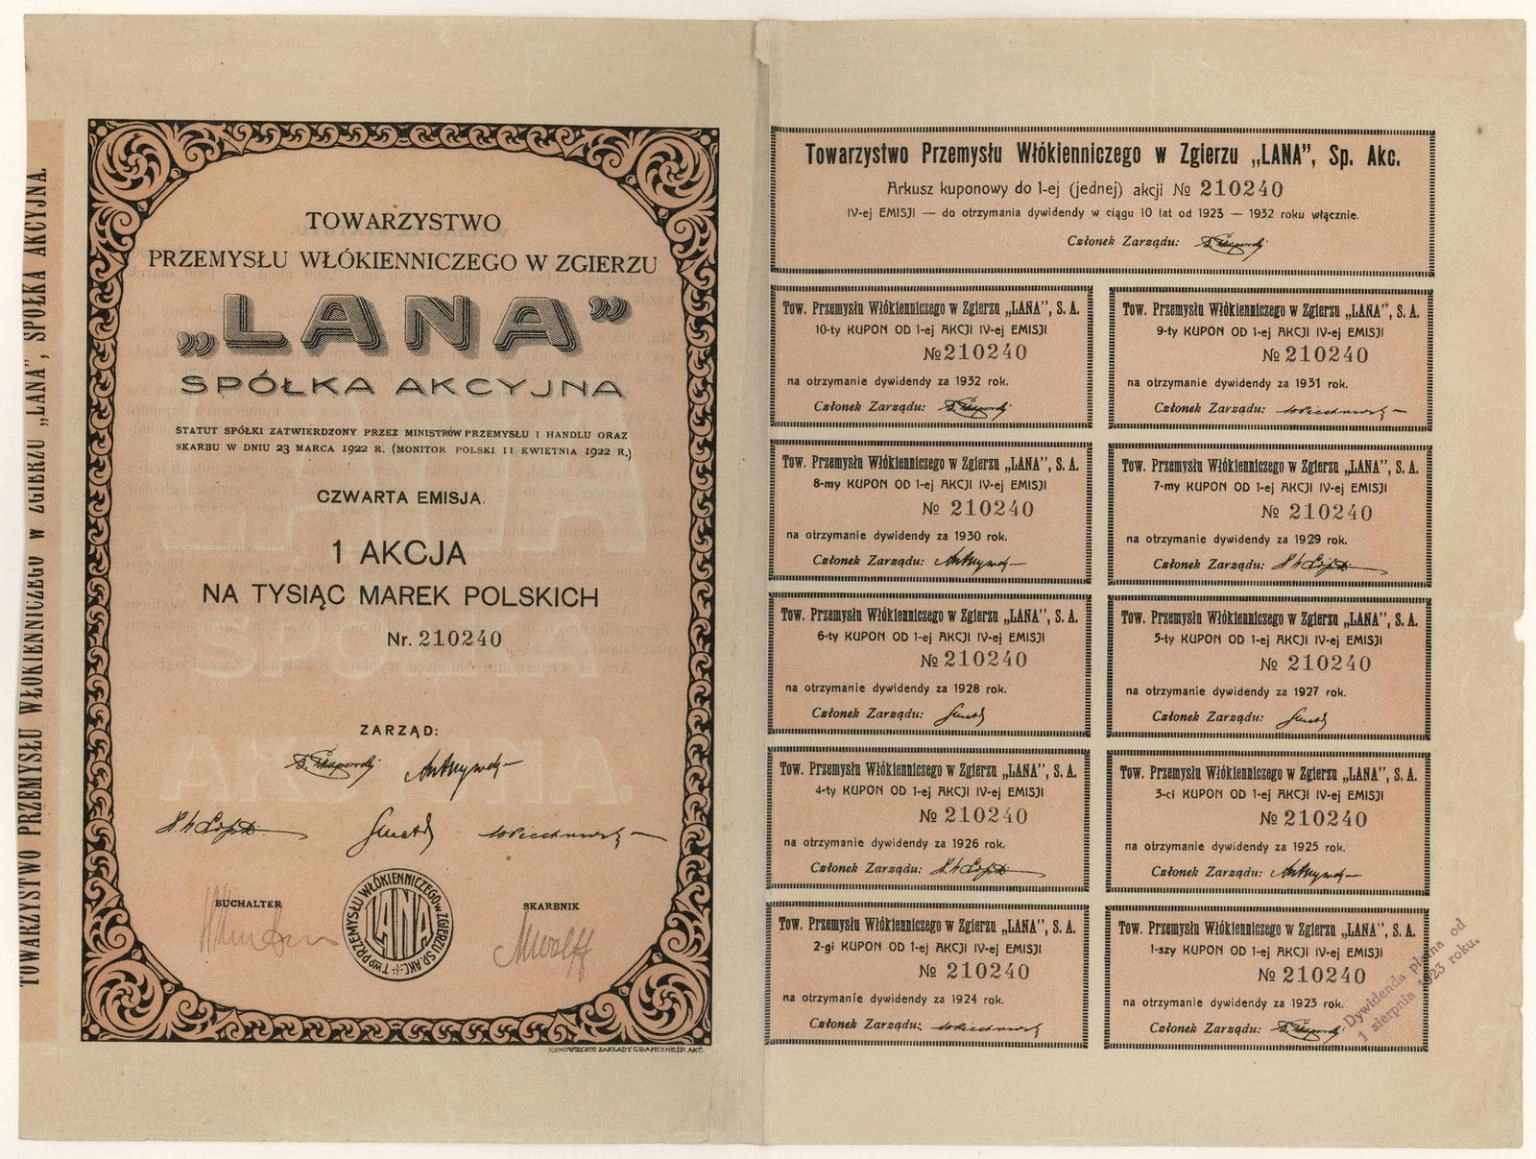 TOWARZYSTWO PRZEMYSŁU WŁÓKIENNICZEGO W ZGIERZU „LANA”, SPÓŁKA AKCYJNA.
TOWARZYSTWO
PRZEMYSŁU WŁÓKIENNICZEGO W ZGIERZU
„LANA”
SPÓŁKA AKCYJNA
STATUT SPÓŁKI ZATWIERDZONY PRZEZ MINISTRÓW PRZEMYSŁU I HANDLU ORAZ
SKARBU W DNIU 23 MARCA 1922 R. (MONITOR POLSKI 11 KWIETNIA 1922 R.)
CZWARTA EMISJA.
1 AKCJA
NA TYSIĄC MAREK POLSKICH
Nr. 210240
ZARZĄD:
BUCHALTER
SKARBNIK
TWO PRZEMYSŁU WŁÓKIENNICZEGO W ZGIERZU SP. AKC.
LANA
Towarzystwo Przemysłu Włókienniczego w Zgierzu „LANA”, Sp. Akc.
Arkusz kuponowy do 1-ej (jednej) akcji № 210240
IV-ej EMISJI — do otrzymania dywidendy w ciągu 10 lat od 1923 — 1932 roku włącznie.
Członek Zarządu:
Tow. Przemysłu Włókienniczego w Zgierzu „LANA”, S. A.
10-ty KUPON OD 1-ej AKCJI IV-ej EMISJI
№ 210240
na otrzymanie dywidendy za 1932 rok.
Członek Zarządu:
Tow. Przemysłu Włókienniczego w Zgierzu „LANA”, S. A.
9-ty KUPON OD 1-ej AKCJI IV-ej EMISJI
№ 210240
na otrzymanie dywidendy za 1931 rok.
Członek Zarządu:
Tow. Przemysłu Włókienniczego w Zgierzu „LANA”, S. A.
8-my KUPON OD 1-ej AKCJI IV-ej EMISJI
№ 210240
na otrzymanie dywidendy za 1930 rok.
Członek Zarządu:
Tow. Przemysłu Włókienniczego w Zgierzu „LANA”, S. A.
7-my KUPON OD 1-ej AKCJI IV-ej EMISJI
№ 210240
na otrzymanie dywidendy za 1929 rok.
Członek Zarządu:
Tow. Przemysłu Włókienniczego w Zgierzu „LANA”, S. A.
6-ty KUPON OD 1-ej AKCJI IV-ej EMISJI
№ 210240
na otrzymanie dywidendy za 1928 rok.
Członek Zarządu:
Tow. Przemysłu Włókienniczego w Zgierzu „LANA”, S. A.
5-ty KUPON OD 1-ej AKCJI IV-ej EMISJI
№ 210240
na otrzymanie dywidendy za 1927 rok.
Członek Zarządu:
Tow. Przemysłu Włókienniczego w Zgierzu „LANA”, S. A.
4-ty KUPON OD 1-ej AKCJI IV-ej EMISJI
№ 210240
na otrzymanie dywidendy za 1926 rok.
Członek Zarządu:
Tow. Przemysłu Włókienniczego w Zgierzu „LANA”, S. A.
3-ci KUPON OD 1-ej AKCJI IV-ej EMISJI
№ 210240
na otrzymanie dywidendy za 1925 rok.
Członek Zarządu:
Tow. Przemysłu Włókienniczego w Zgierzu „LANA”, S. A.
2-gi KUPON OD 1-ej AKCJI IV-ej EMISJI
№ 210240
na otrzymanie dywidendy za 1924 rok.
Członek Zarządu:
Tow. Przemysłu Włókienniczego w Zgierzu „LANA”, S. A.
1-szy KUPON OD 1-ej AKCJI IV-ej EMISJI
№ 210240
na otrzymanie dywidendy za 1923 rok.
Członek Zarządu:
Dywidenda płatna od
1 sierpnia 1923 roku.
ZAKŁADY GRAFICZNE SP. AKC.